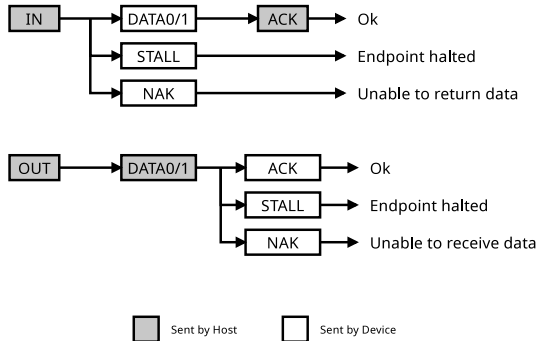 IN DATA0/1 ACK Ok
STALL Endpoint halted
NAK Unable to return data
OUT DATA0/1 ACK Ok
STALL Endpoint halted
NAK Unable to receive data
Sent by Host Sent by Device